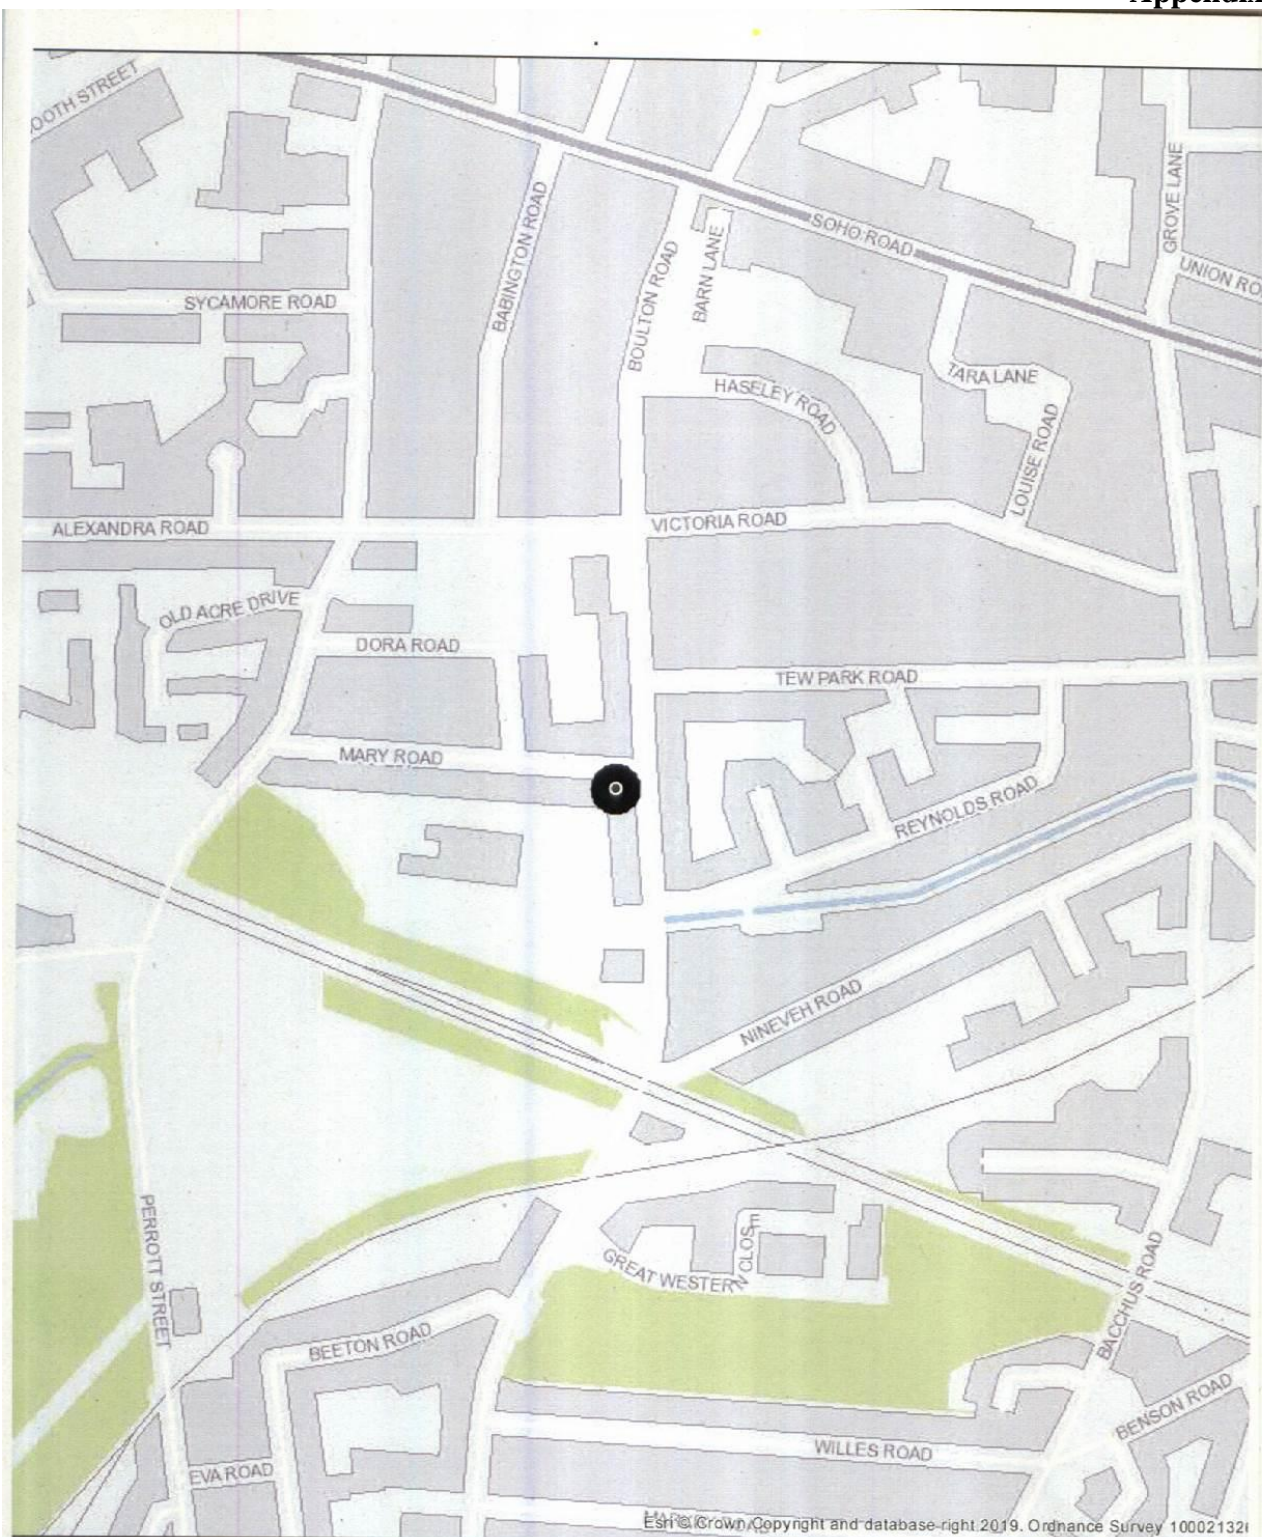 Appendix
OOTH STREET
SOHO ROAD
GROVE LANE
BABINGTON ROAD
BOULTON ROAD
BARN LANE
UNION RO
SYCAMORE ROAD
TARA LANE
HASELEY ROAD
LOUISE ROAD
ALEXANDRA ROAD
VICTORIA ROAD
OLD ACRE DRIVE
DORA ROAD
TEW PARK ROAD
MARY ROAD
REYNOLDS ROAD
NINEVEH ROAD
PERROTT STREET
GREAT WESTERN CLOSE
BACCHUS ROAD
BEETON ROAD
BENSON ROAD
WILLES ROAD
EVA ROAD
Esri © Crown Copyright and database right 2019. Ordnance Survey 10002132